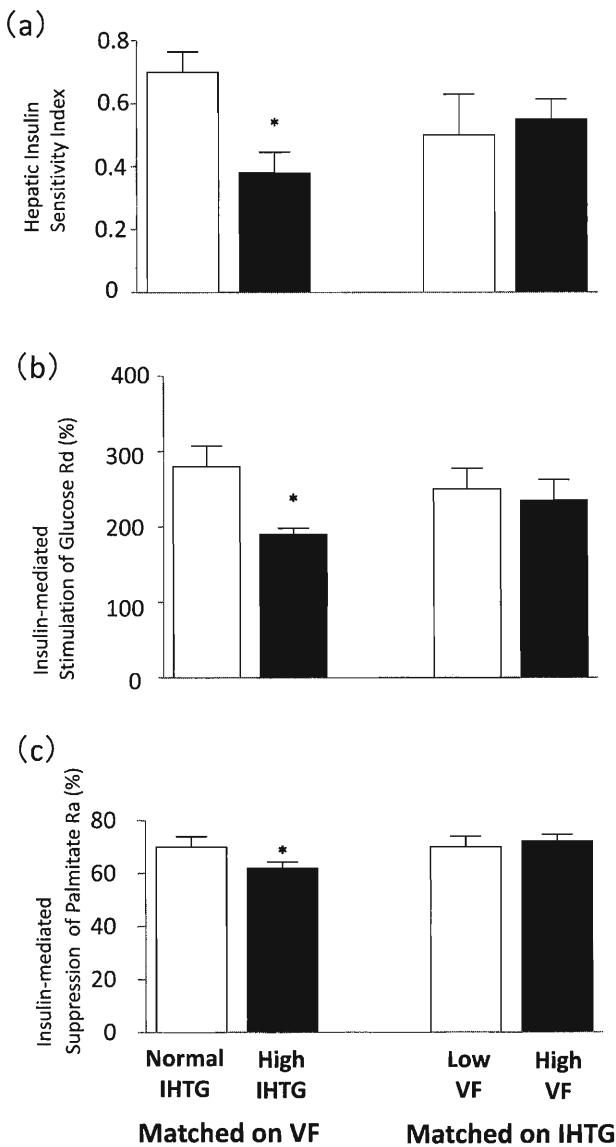 (a)
Hepatic Insulin
Sensitivity Index
0.8
0.6
0.4
0.2
0
*
(b)
Insulin-mediated
Stimulation of Glucose Rd (%)
400
300
200
100
0
*
(c)
Insulin-mediated
Suppression of Palmitate Ra (%)
80
60
40
20
0
*
Normal High Low High
IHTG IHTG VF VF
Matched on VF Matched on IHTG